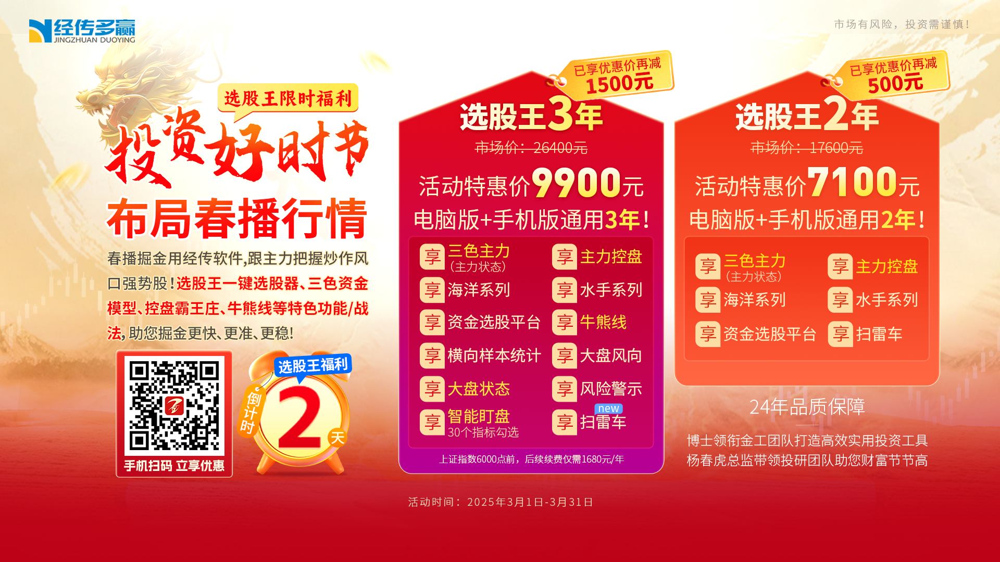 经传多赢
JINGZHUAN DUOYING
市场有风险，投资需谨慎！
选股王限时福利
投资好时节
布局春播行情
春播掘金用经传软件,跟主力把握炒作风
口强势股！选股王一键选股器、三色资金
模型、控盘霸王庄、牛熊线等特色功能/战
法，助您掘金更快、更准、更稳!
手机扫码 立享优惠
选股王福利
倒计时
2
天
已享优惠价再减
1500元
选股王3年
市场价：26400元
活动特惠价9900元
电脑版+手机版通用3年！
享 三色主力
（主力状态）
享 主力控盘
享 海洋系列
享 水手系列
享 资金选股平台
享 牛熊线
享 横向样本统计
享 大盘风向
享 大盘状态
享 风险警示
享 智能盯盘
30个指标勾选
new
享 扫雷车
上证指数6000点前，后续续费仅需1680元/年
已享优惠价再减
500元
选股王2年
市场价：17600元
活动特惠价7100元
电脑版+手机版通用2年！
享 三色主力
（主力状态）
享 主力控盘
享 海洋系列
享 水手系列
享 资金选股平台
享 扫雷车
24年品质保障
博士领衔金工团队打造高效实用投资工具
杨春虎总监带领投研团队助您财富节节高
活动时间：2025年3月1日-3月31日